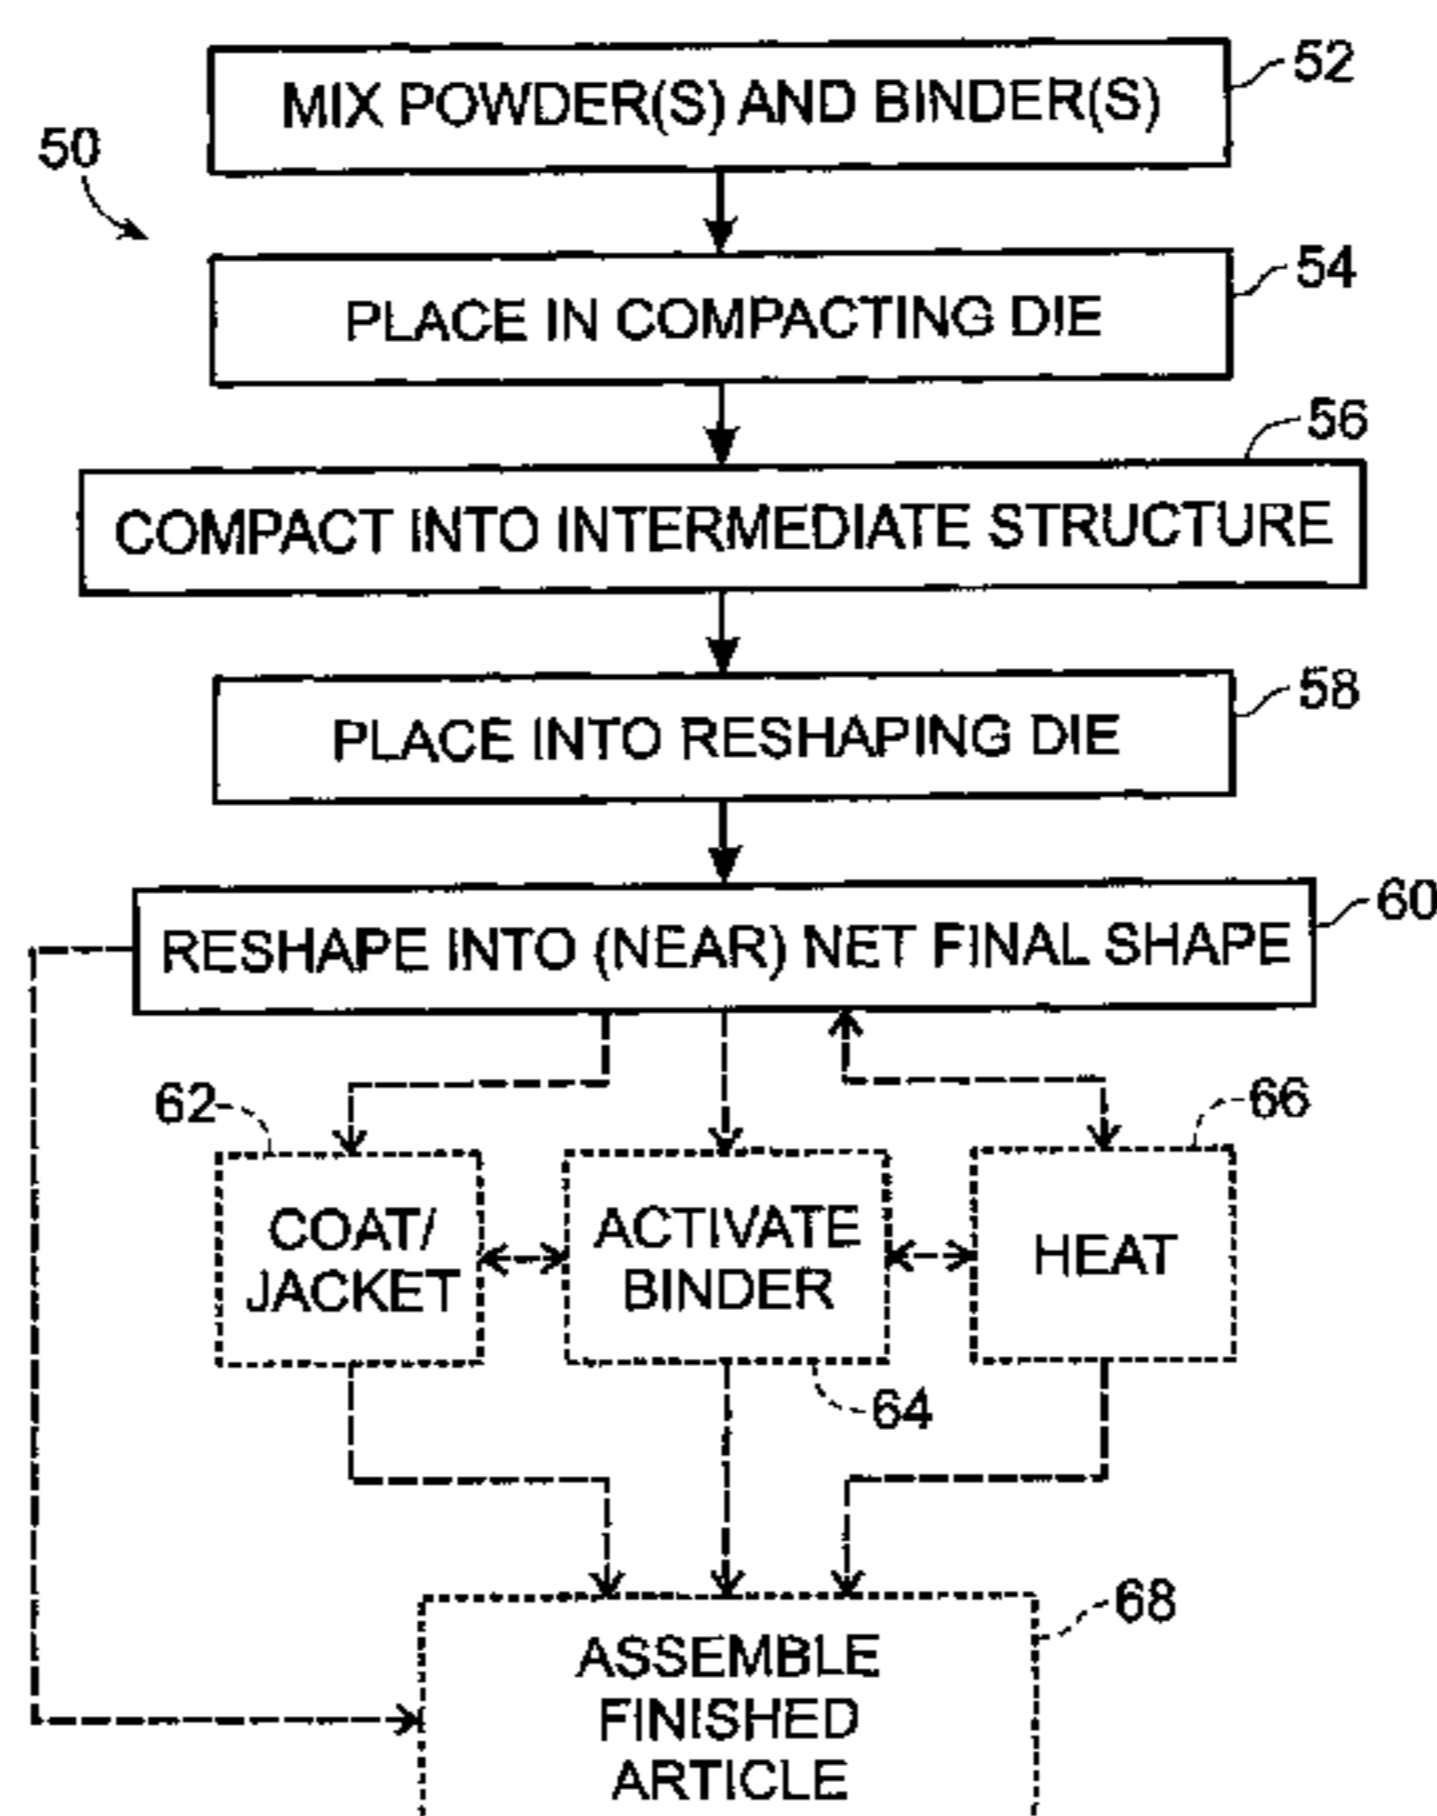 52
MIX POWDER(S) AND BINDER(S)
50
54
PLACE IN COMPACTING DIE
56
COMPACT INTO INTERMEDIATE STRUCTURE
58
PLACE INTO RESHAPING DIE
60
RESHAPE INTO (NEAR) NET FINAL SHAPE
62
66
COAT/
JACKET
ACTIVATE
BINDER
HEAT
64
68
ASSEMBLE
FINISHED
ARTICLE